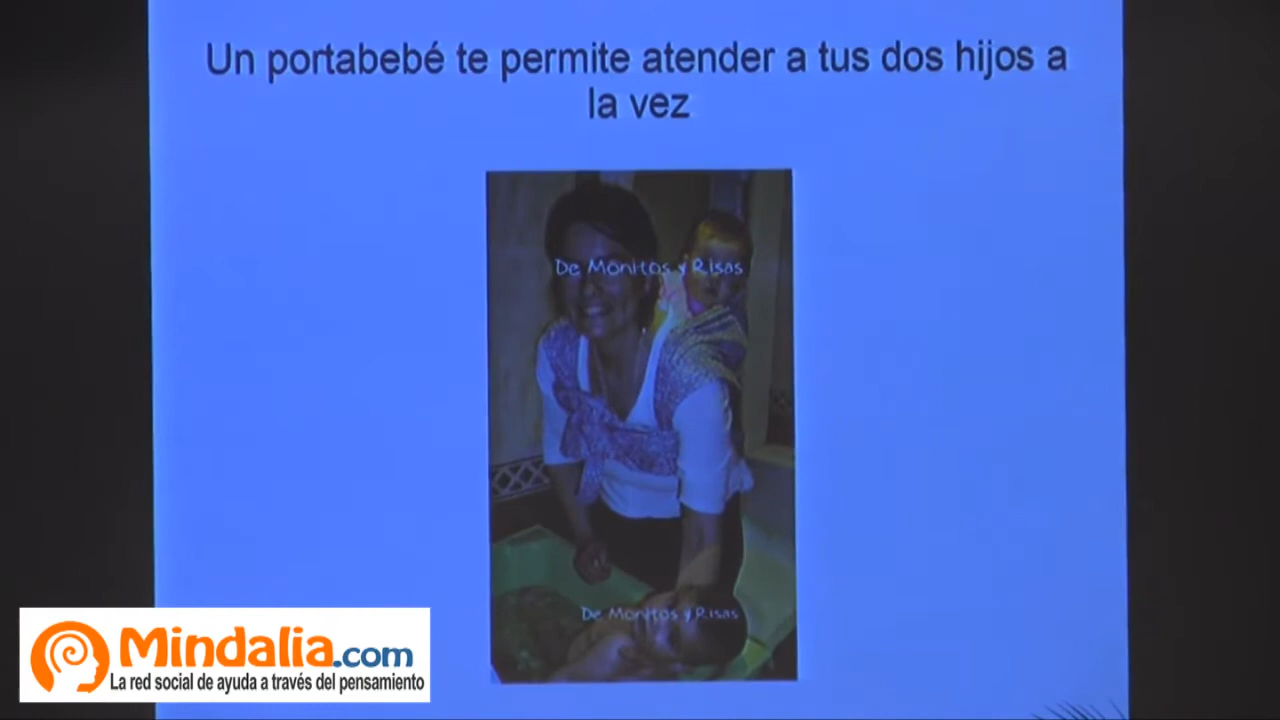 Un portabebé te permite atender a tus dos hijos a
la vez
De Monitos y Risas
De Monitos y Risas
Mindalia.com
La red social de ayuda a través del pensamiento